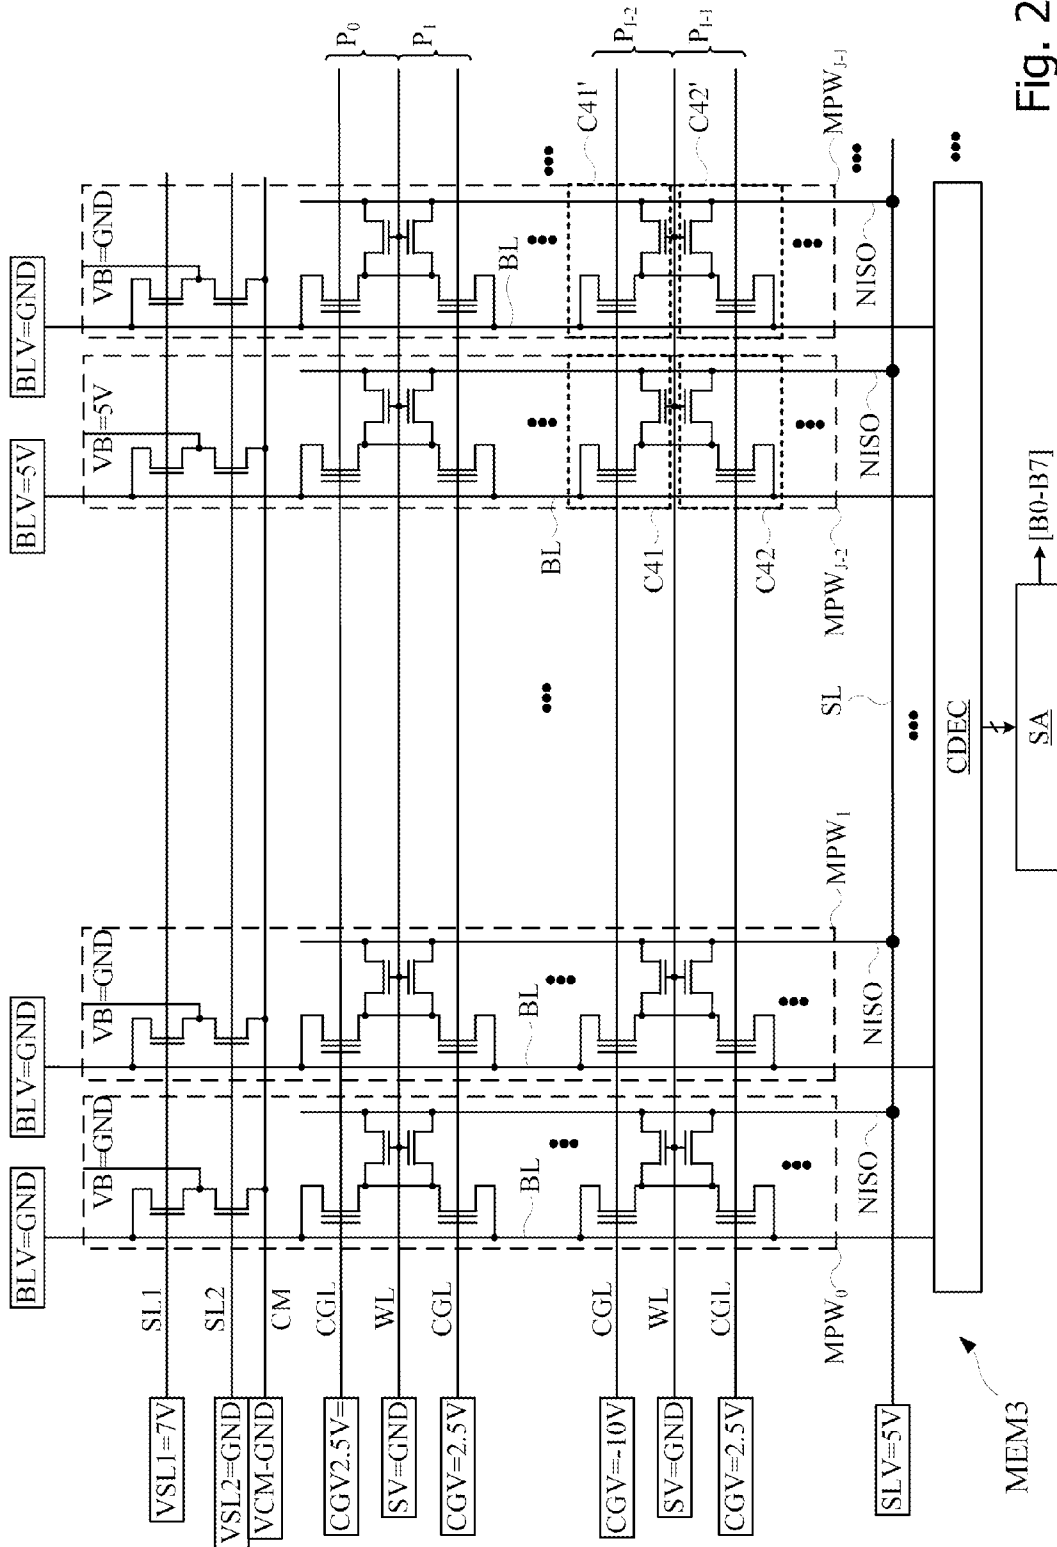 BLV=GND
BLV=GND
BLV=5V
BLV=GND
VB=GND
VB=GND
VB=5V
VB=GND
VSL1=7V
SL1
VSL2=GND
SL2
VCM-GND
CM
CGV2.5V=
CGL
P0
SV=GND
WL
CGV=2.5V
CGL
P1
BL
BL
BL
BL
CGV=-10V
CGL
PI-2
SV=GND
WL
CGV=2.5V
CGL
PI-1
C41
C41'
C42
C42'
MPW0
MPW1
MPWJ-2
MPWJ-1
NISO
NISO
NISO
NISO
SLV=5V
SL
CDEC
SA
[B0-B7]
MEM3
Fig. 2